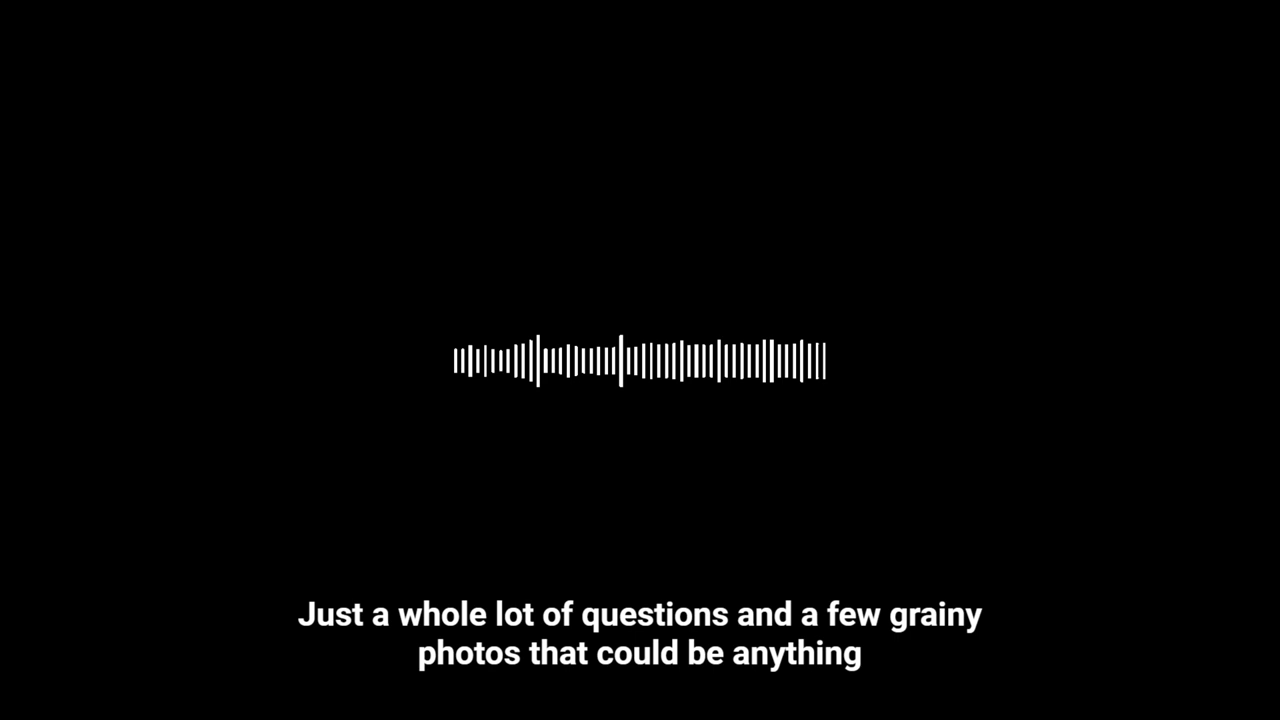 Just a whole lot of questions and a few grainy
photos that could be anything